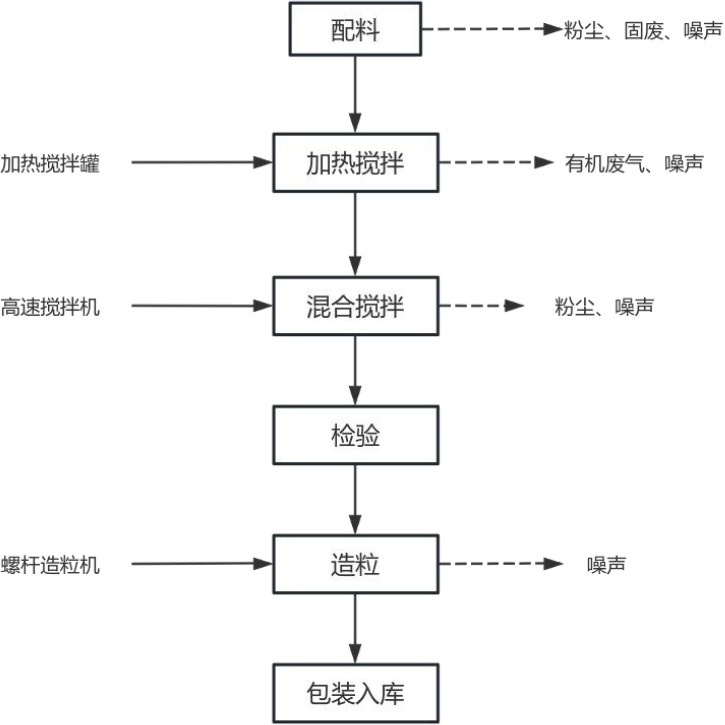 配料
粉尘、固废、噪声
加热搅拌罐
加热搅拌
有机废气、噪声
高速搅拌机
混合搅拌
粉尘、噪声
检验
螺杆造粒机
造粒
噪声
包装入库